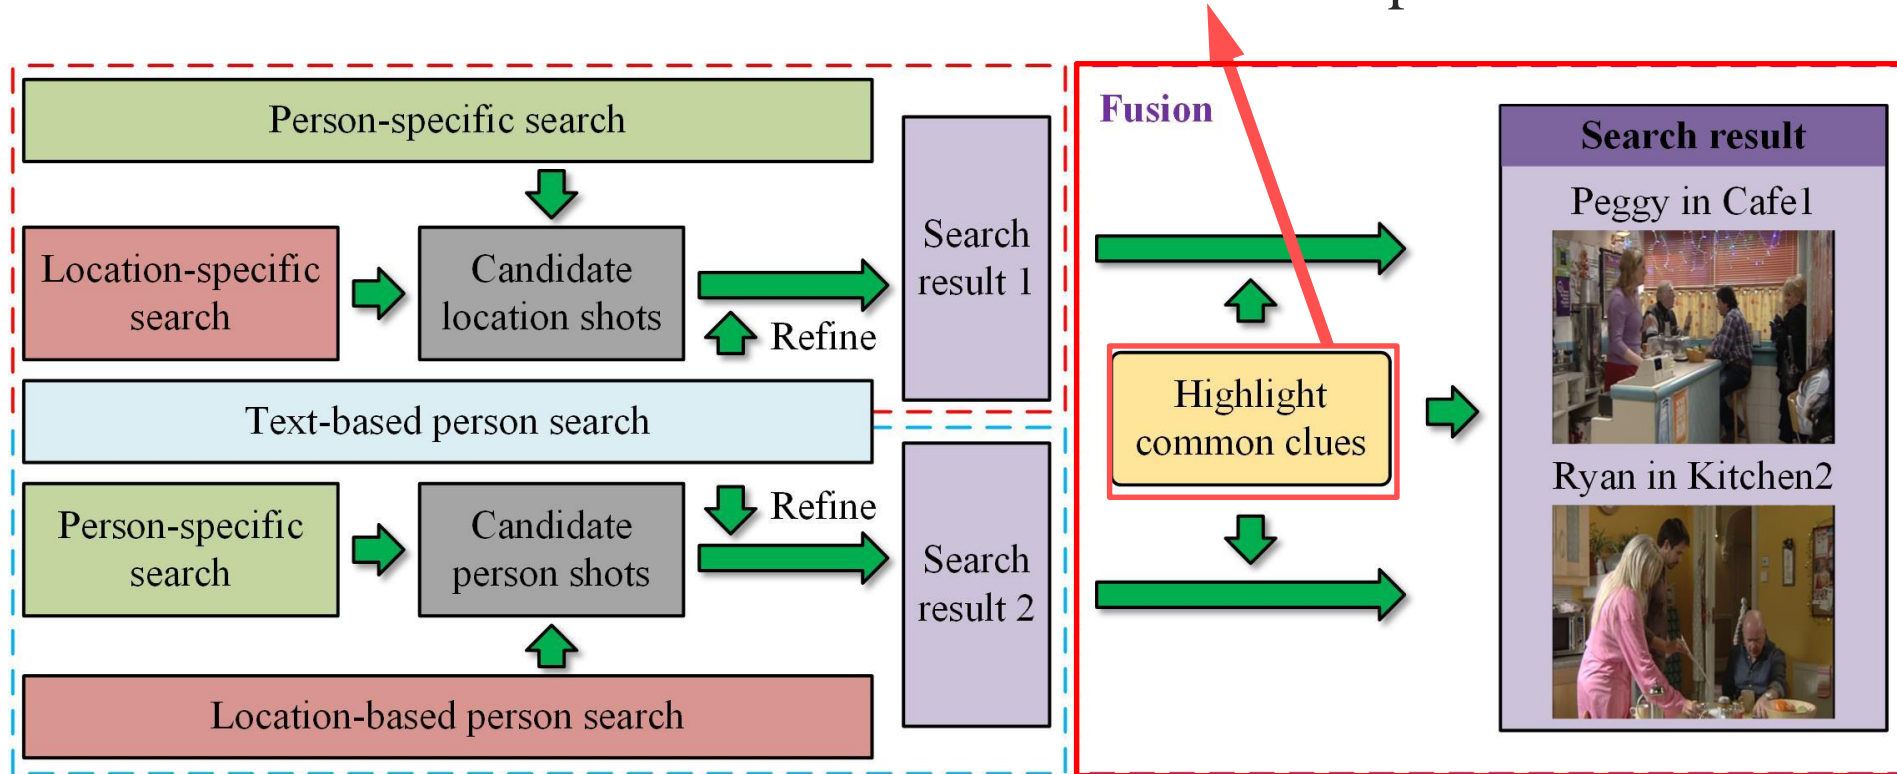 Person-specific search
Location-specific
search
Candidate
location shots
Refine
Search
result 1
Text-based person search
Person-specific
search
Candidate
person shots
Refine
Search
result 2
Location-based person search
Fusion
Highlight
common clues
Search result
Peggy in Cafe1
Ryan in Kitchen2